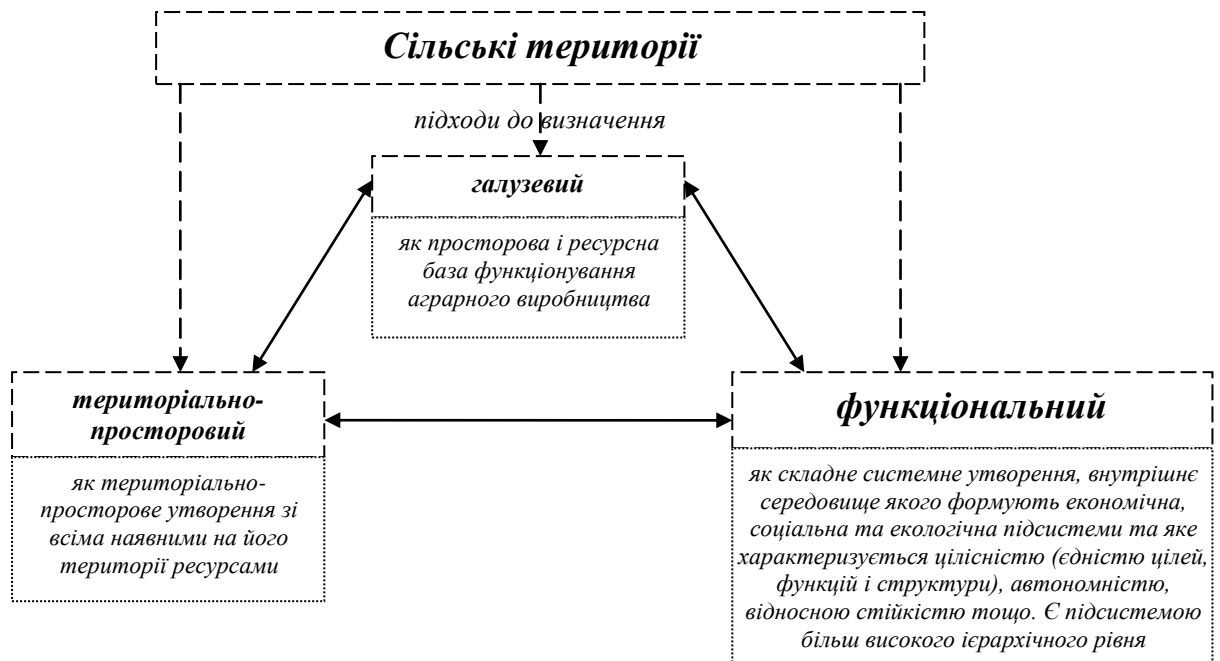 Сільські території
підходи до визначення
галузевий
як просторова і ресурсна
база функціонування
аграрного виробництва
територіально-
просторовий
як територіально-
просторове утворення зі
всіма наявними на його
території ресурсами
функціональний
як складне системне утворення, внутрішнє
середовище якого формують економічна,
соціальна та екологічна підсистеми та яке
характеризується цілісністю (єдністю цілей,
функцій і структури), автономністю,
відносною стійкістю тощо. Є підсистемою
більш високого ієрархічного рівня